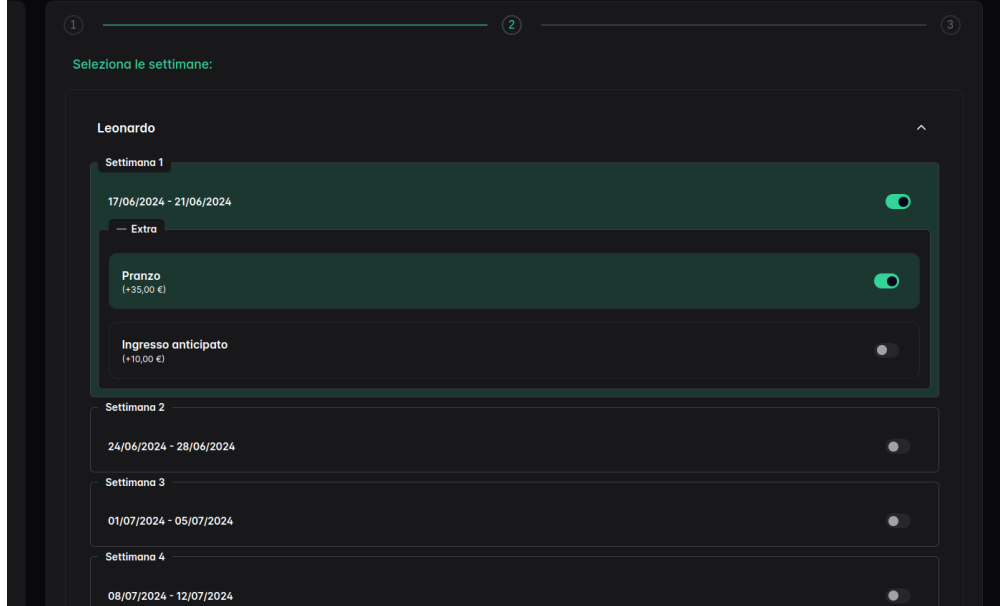 1
2
3
Seleziona le settimane:
Leonardo
Settimana 1
17/06/2024 - 21/06/2024
— Extra
Pranzo
(+35,00 €)
Ingresso anticipato
(+10,00 €)
Settimana 2
24/06/2024 - 28/06/2024
Settimana 3
01/07/2024 - 05/07/2024
Settimana 4
08/07/2024 - 12/07/2024